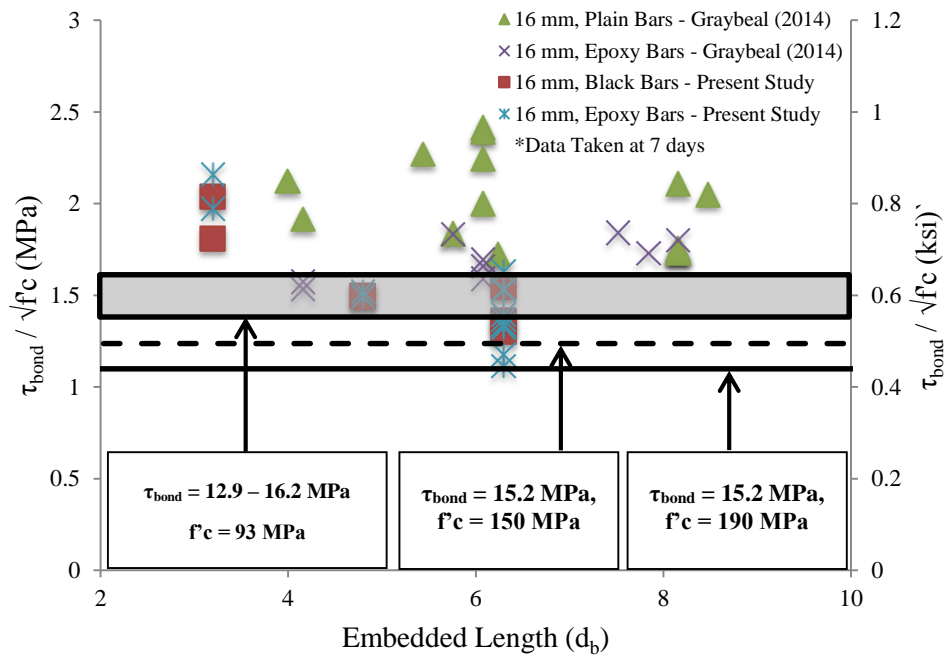 16 mm, Plain Bars - Graybeal (2014)
16 mm, Epoxy Bars - Graybeal (2014)
16 mm, Black Bars - Present Study
16 mm, Epoxy Bars - Present Study
*Data Taken at 7 days
3
2.5
2
1.5
1
0.5
0
τbond / √f'c (MPa)
1.2
1
0.8
0.6
0.4
0.2
0
τbond / √f'c (ksi)`
τbond = 12.9 – 16.2 MPa
f'c = 93 MPa
τbond = 15.2 MPa,
f'c = 150 MPa
τbond = 15.2 MPa,
f'c = 190 MPa
2
4
6
8
10
Embedded Length (db)